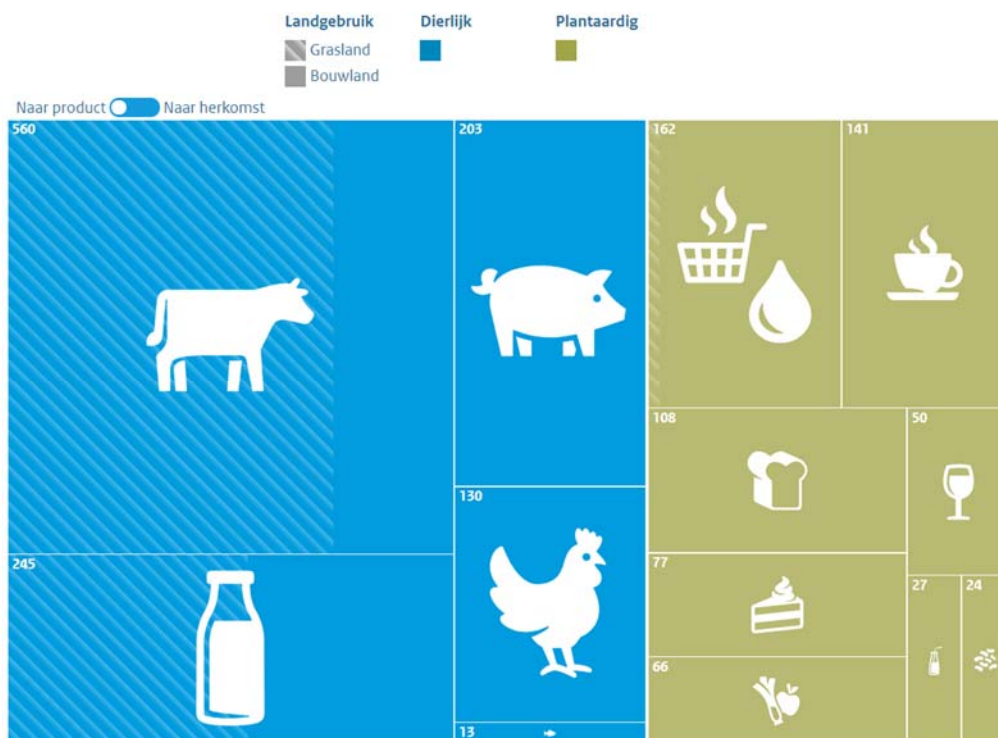 Landgebruik Dierlijk Plantaardig
Grasland
Bouwland
Naar product Naar herkomst
560 203 162 141
108 50
130
245 77 27 24
66
13